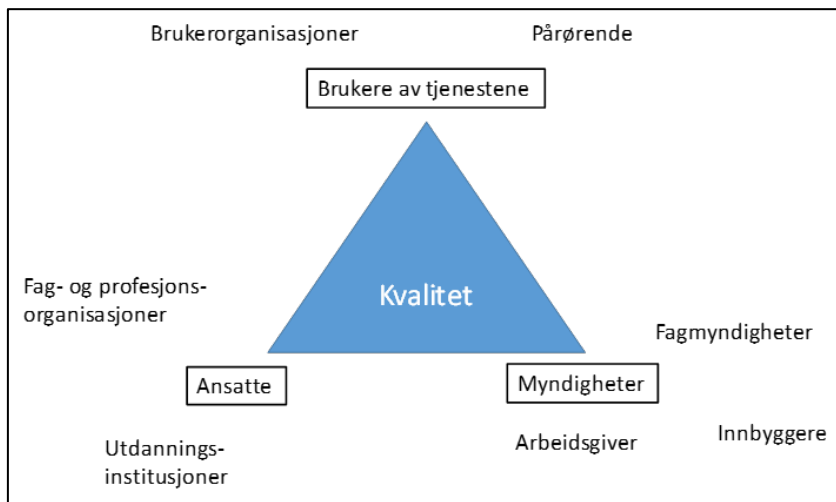 Brukerorganisasjoner
Pårørende
Brukere av tjenestene
Fag- og profesjons-
organisasjoner
Kvalitet
Fagmyndigheter
Ansatte
Myndigheter
Utdannings-
institusjoner
Arbeidsgiver
Innbyggere